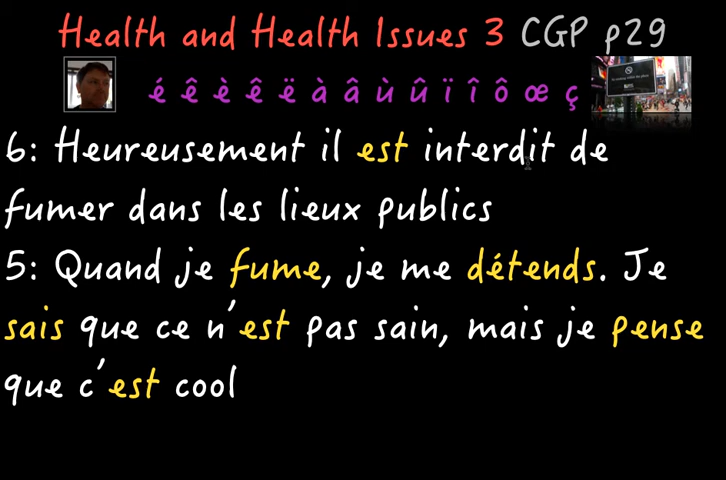 Health and Health Issues 3 CGP p29
é ê è ê ë à â ù û ï î ô œ ç
6: Heureusement il est interdit de
fumer dans les lieux publics
5: Quand je fume, je me détends. Je
sais que ce n'est pas sain, mais je pense
que c'est cool